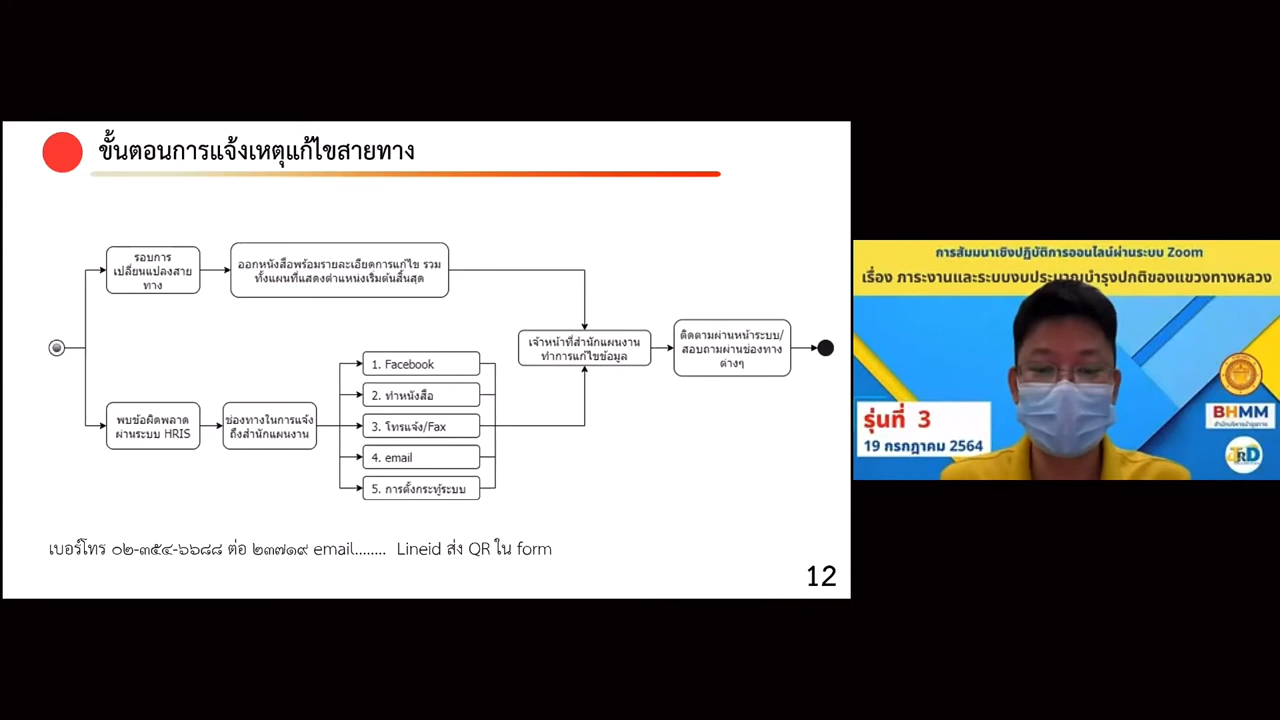 ขั้นตอนการแจ้งเหตุแก้ไขสายทาง
รอบการ
เปลี่ยนแปลงสาย
ทาง
ออกหนังสือพร้อมรายละเอียดการแก้ไข รวม
ทั้งแผนที่แสดงตำแหน่งเริ่มต้นสิ้นสุด
เจ้าหน้าที่สำนักแผนงาน
ทำการแก้ไขข้อมูล
ติดตามผ่านหน้าระบบ/
สอบถามผ่านช่องทาง
ต่างๆ
พบข้อผิดพลาด
ผ่านระบบ HRIS
ช่องทางในการแจ้ง
ถึงสำนักแผนงาน
1. Facebook
2. ทำหนังสือ
3. โทรแจ้ง/Fax
4. email
5. การตั้งกระทู้ระบบ
เบอร์โทร ๐๒-๓๕๔-๖๖๘๘ ต่อ ๒๓๗๑๙ email........ Lineid ส่ง QR ใน form
12
การสัมมนาเชิงปฏิบัติการออนไลน์ผ่านระบบ Zoom
เรื่อง ภาระงานและระบบงบประมาณบำรุงปกติของแขวงทางหลวง
รุ่นที่ 3
19 กรกฎาคม 2564
BHMM
สำนักบริหารบำรุงทาง